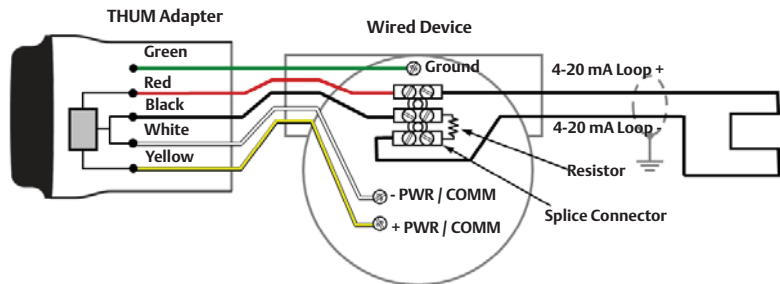 THUM Adapter
Wired Device
Green
Ground
4-20 mA Loop +
Red
Black
White
4-20 mA Loop -
Yellow
Resistor
- PWR / COMM
Splice Connector
+ PWR / COMM